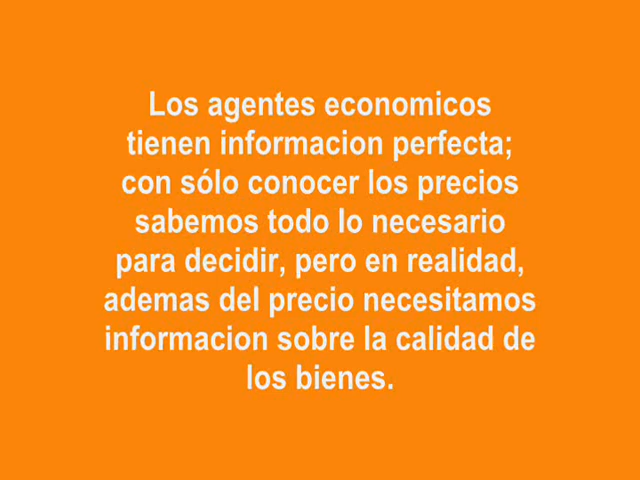 Los agentes economicos
tienen informacion perfecta;
con sólo conocer los precios
sabemos todo lo necesario
para decidir, pero en realidad,
ademas del precio necesitamos
informacion sobre la calidad de
los bienes.